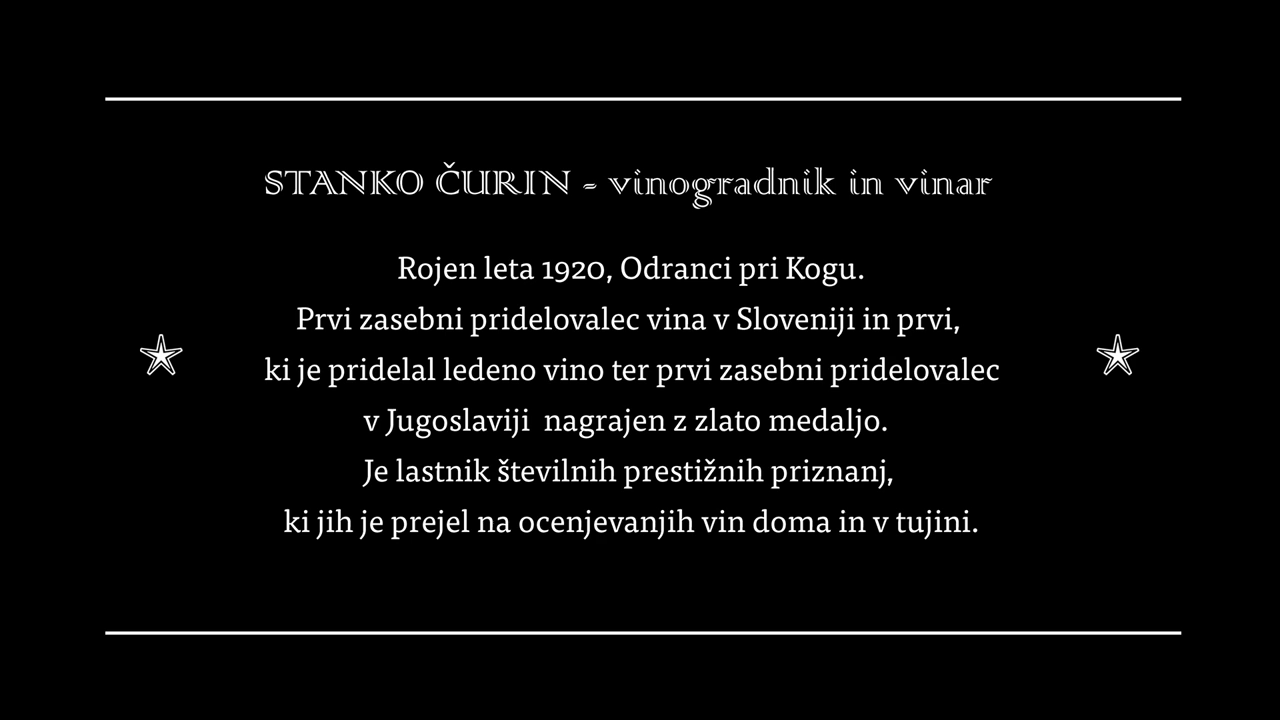 STANKO ČURIN - vinogradnik in vinar
Rojen leta 1920, Odranci pri Kogu.
Prvi zasebni pridelovalec vina v Sloveniji in prvi,
ki je pridelal ledeno vino ter prvi zasebni pridelovalec
v Jugoslaviji nagrajen z zlato medaljo.
Je lastnik številnih prestižnih priznanj,
ki jih je prejel na ocenjevanjih vin doma in v tujini.